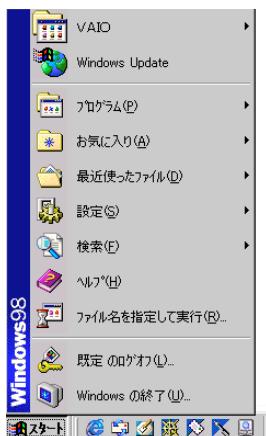 VAIO
Windows Update
ﾌﾟﾛｸﾞﾗﾑ(P)
お気に入り(A)
最近使ったﾌｧｲﾙ(D)
設定(S)
検索(F)
ﾍﾙﾌﾟ(H)
ﾌｧｲﾙ名を指定して実行(R)...
既定 のﾛｸﾞｵﾌ(L)...
Windows の終了(U)...
Windows98
スタート